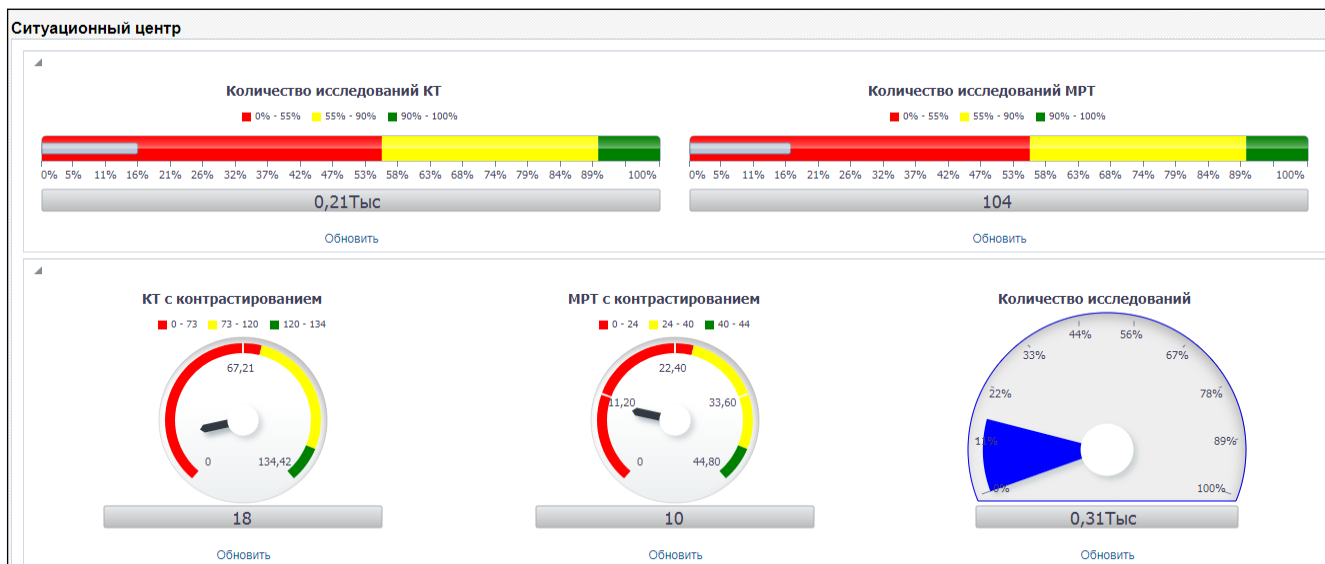 Ситуационный центр
Количество исследований КТ
0% - 55% 55% - 90% 90% - 100%
0% 5% 11% 16% 21% 26% 32% 37% 42% 47% 53% 58% 63% 68% 74% 79% 84% 89% 100%
0,21Тыс
Обновить
Количество исследований МРТ
0% - 55% 55% - 90% 90% - 100%
0% 5% 11% 16% 21% 26% 32% 37% 42% 47% 53% 58% 63% 68% 74% 79% 84% 89% 100%
104
Обновить
КТ с контрастированием
0 - 73 73 - 120 120 - 134
67,21
0 134,42
18
Обновить
МРТ с контрастированием
0 - 24 24 - 40 40 - 44
22,40
11,20 33,60
0 44,80
10
Обновить
Количество исследований
44% 56%
33% 67%
22% 78%
11% 89%
0% 100%
0,31Тыс
Обновить